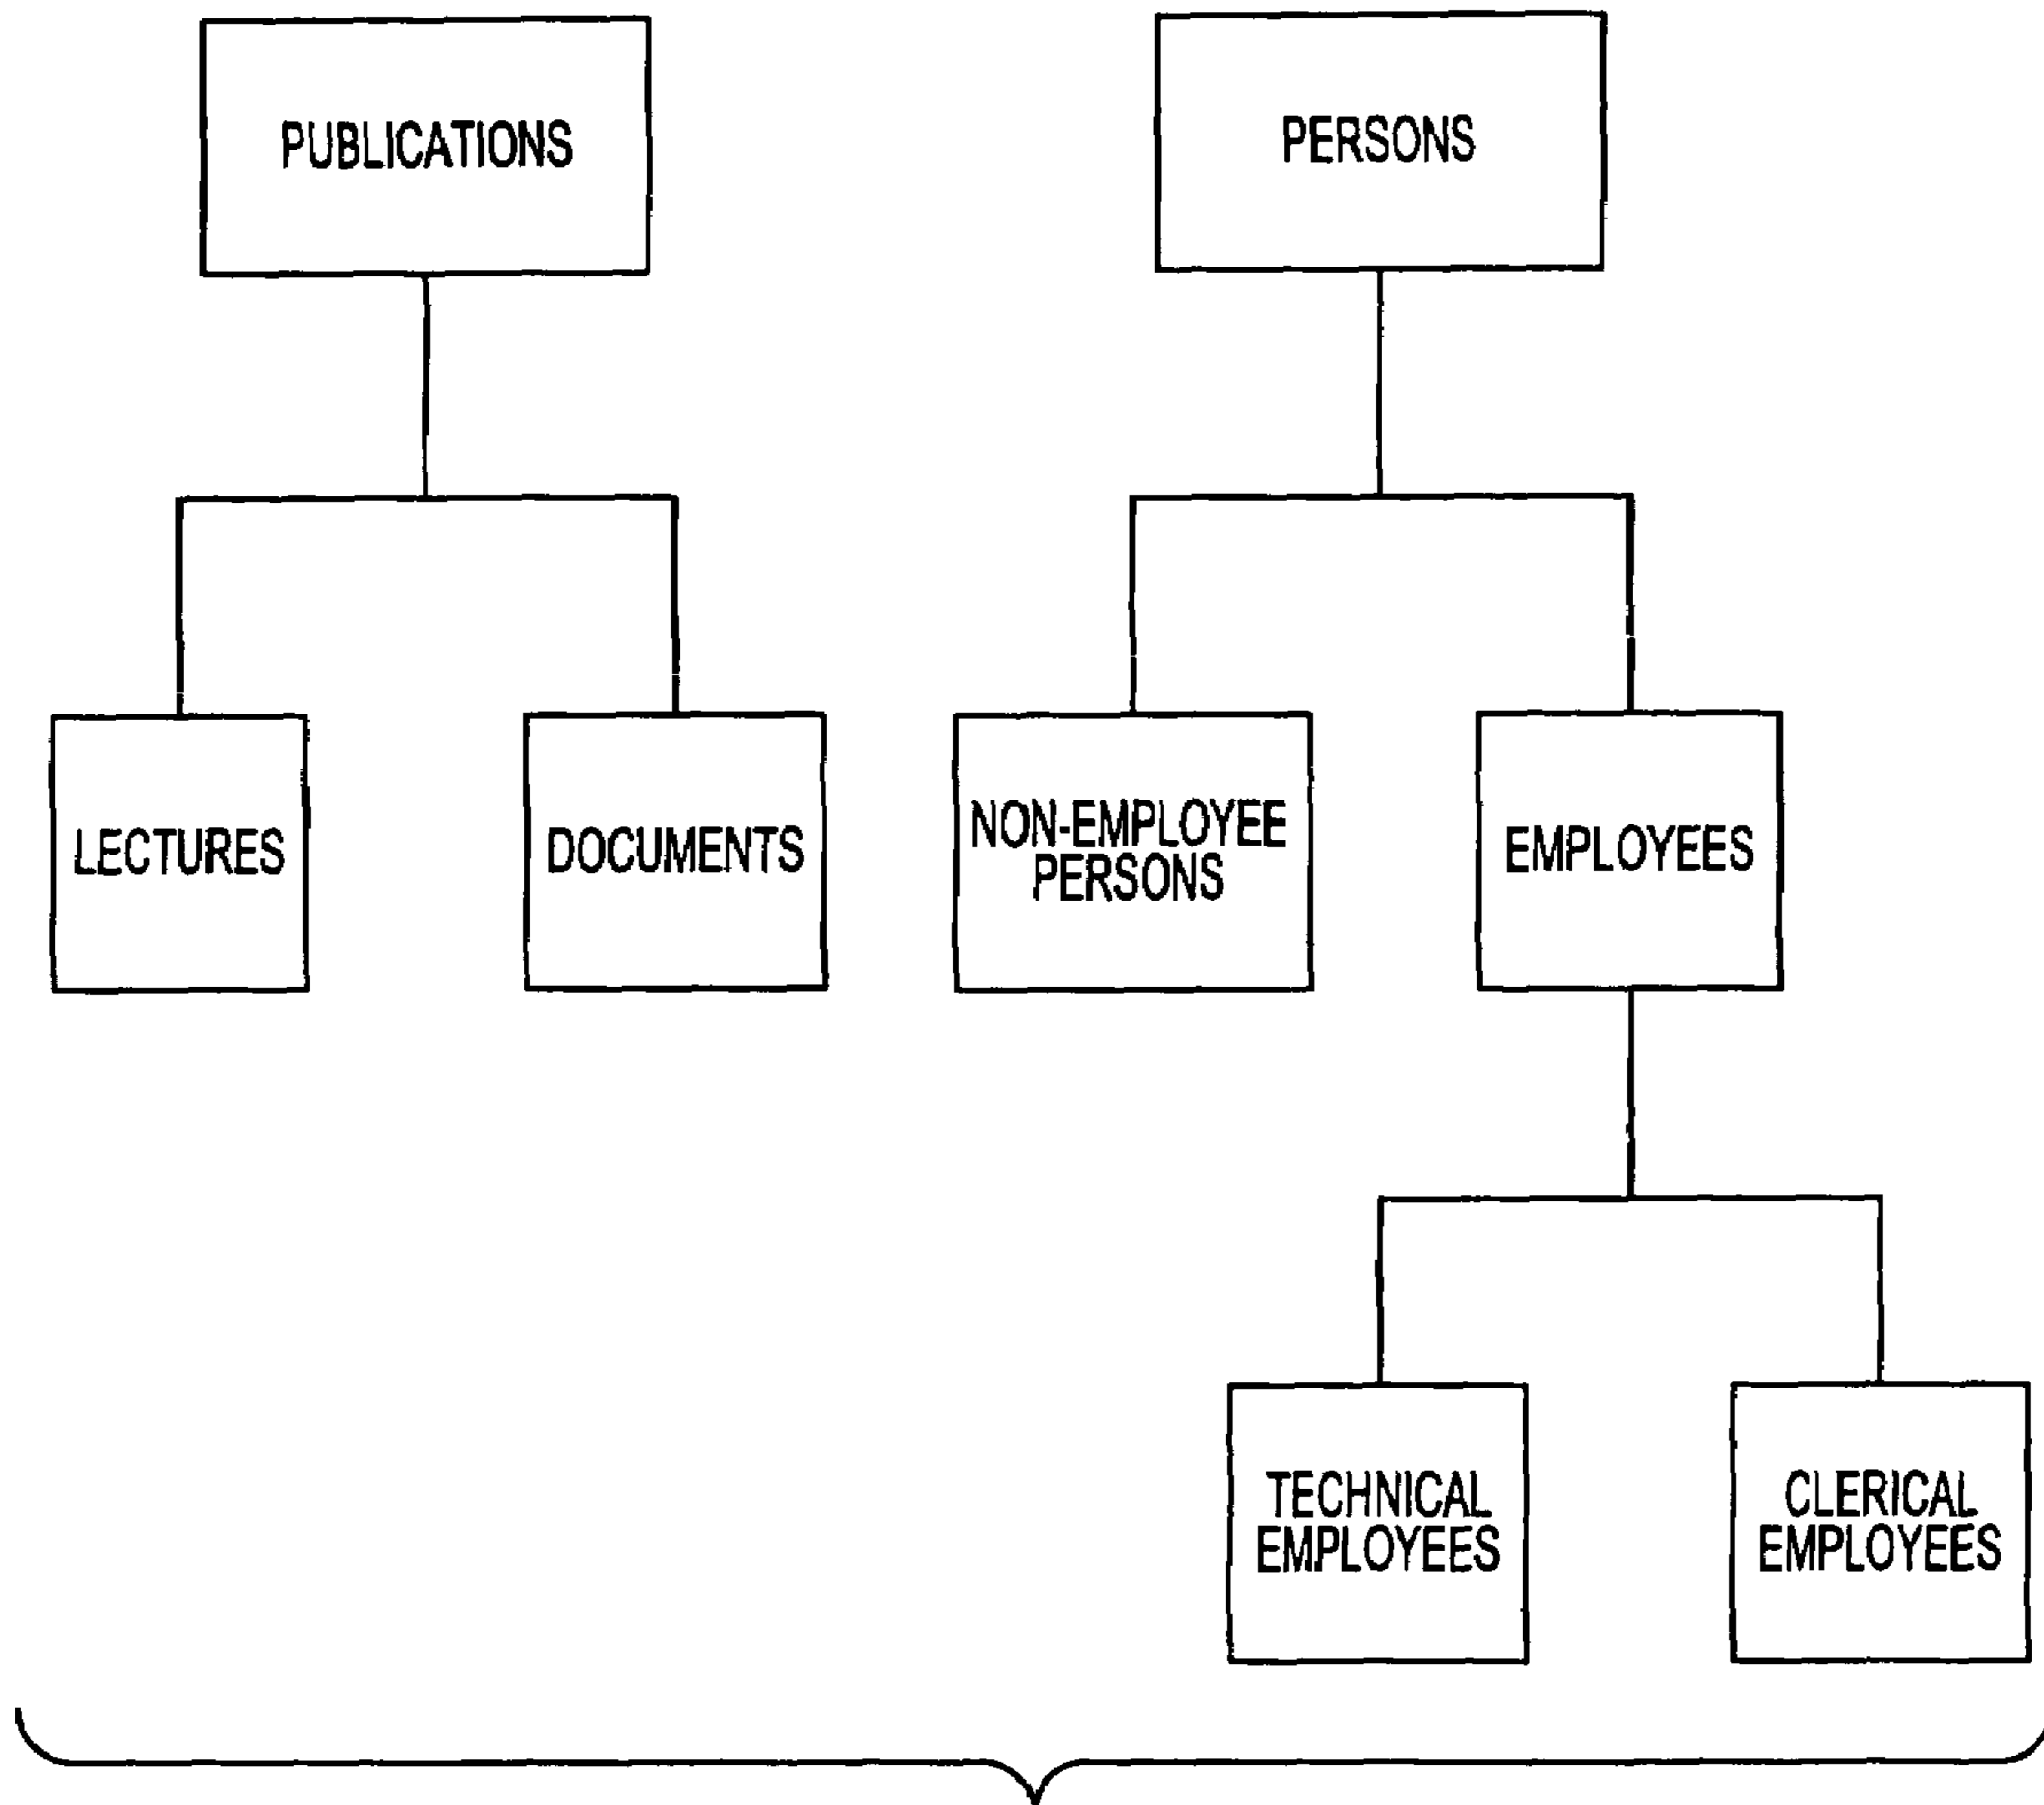 PUBLICATIONS
PERSONS
LECTURES
DOCUMENTS
NON-EMPLOYEE
PERSONS
EMPLOYEES
TECHNICAL
EMPLOYEES
CLERICAL
EMPLOYEES